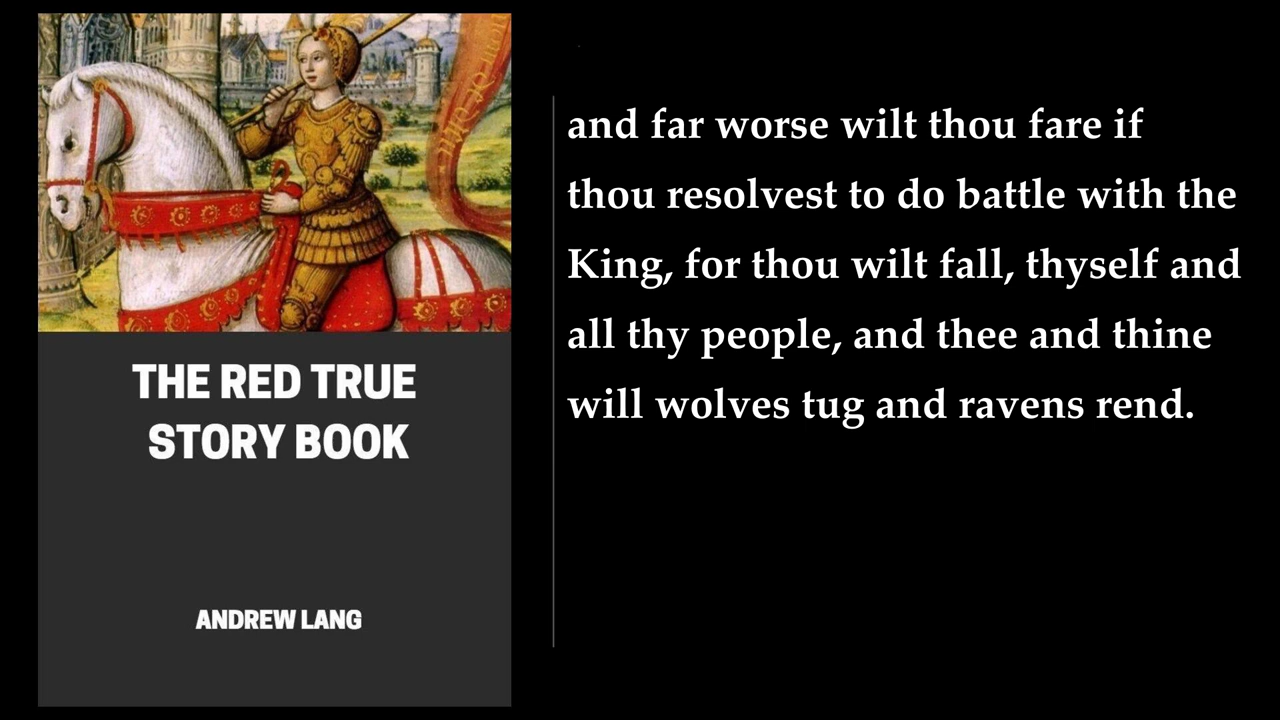 THE RED TRUE
STORY BOOK
ANDREW LANG
and far worse wilt thou fare if
thou resolvest to do battle with the
King, for thou wilt fall, thyself and
all thy people, and thee and thine
will wolves tug and ravens rend.